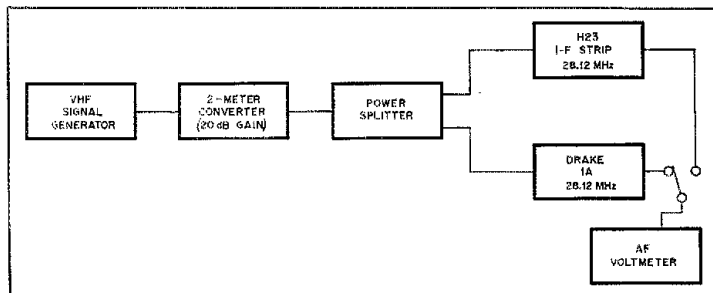 VHF
SIGNAL
GENERATOR
2-METER
CONVERTER
(20 dB GAIN)
POWER
SPLITTER
H23
I-F STRIP
28.12 MHz
DRAKE
1A
28.12 MHz
AF
VOLTMETER